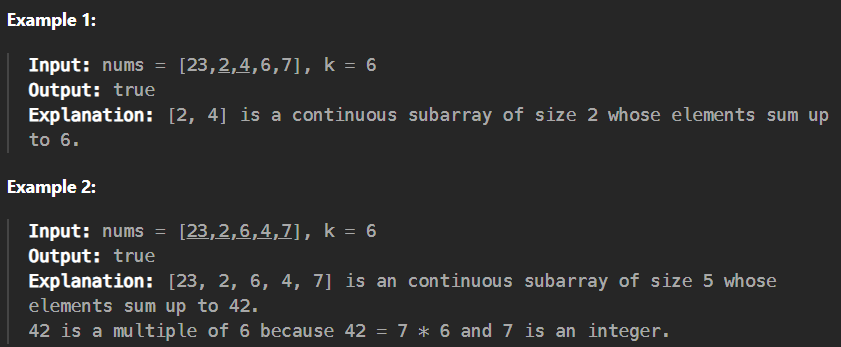 Example 1:
Input: nums = [23,2,4,6,7], k = 6
Output: true
Explanation: [2, 4] is a continuous subarray of size 2 whose elements sum up
to 6.
Example 2:
Input: nums = [23,2,6,4,7], k = 6
Output: true
Explanation: [23, 2, 6, 4, 7] is an continuous subarray of size 5 whose
elements sum up to 42.
42 is a multiple of 6 because 42 = 7 * 6 and 7 is an integer.